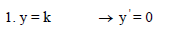 1. y = k → y' = 0